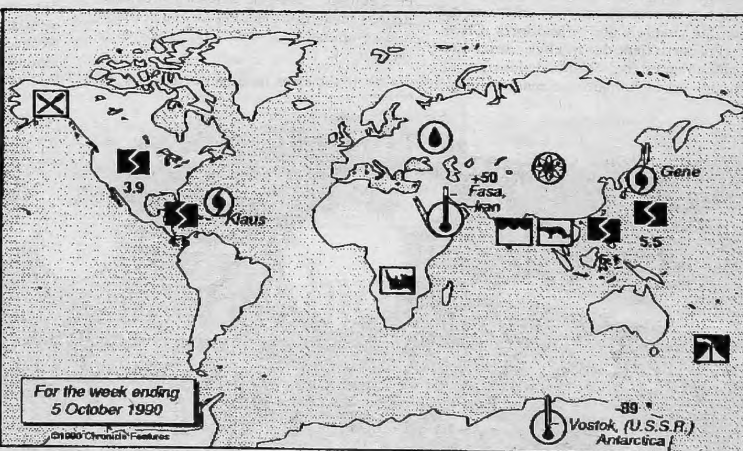 3.9
Klaus
+50
Fasa,
Iran
Gene
5.5
For the week ending
5 October 1990
©1990 Chronicle Features
-89
Vostok, (U.S.S.R.)
Antarctica